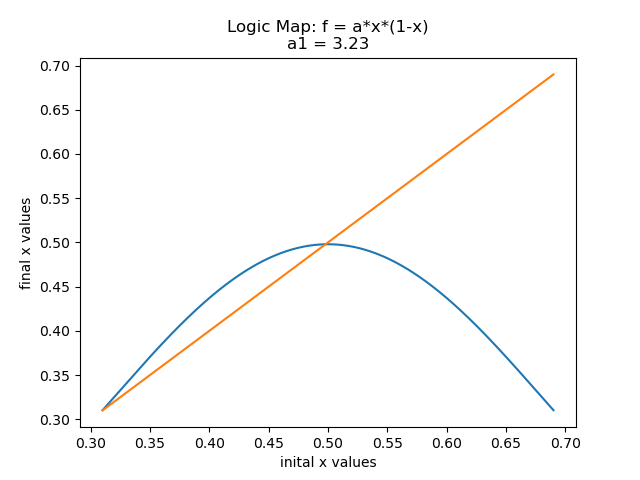 Logic Map: f = a*x*(1-x)
a1 = 3.23
0.70
0.65
0.60
0.55
0.50
0.45
0.40
0.35
0.30
final x values
0.30 0.35 0.40 0.45 0.50 0.55 0.60 0.65 0.70
inital x values